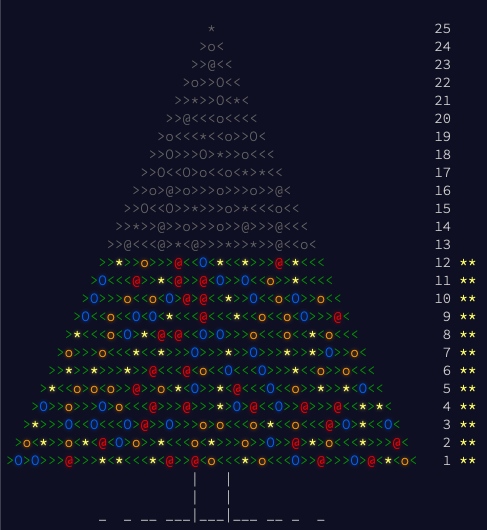 * 25
>o< 24
>>@<< 23
>o>>O<< 22
>>*>>O<*< 21
>>@<<<o<<<< 20
>o<<<*<<o>>O< 19
>>O>>>O>*>>o<<< 18
>>O<<O>o<<o<*>*<< 17
>>o>@>o>>>o>>>o>>@< 16
>>O<<O>>*>>>o>*<<<o<< 15
>>*>>@>o>>>>o>>@>>><<<< 14
>>@<<<@>*<@>>>*>>*>>@<<o< 13
>>*>>o>>>@<<O<*<<*>>>@<*<<< 12 **
>O<<<@>>*<@>>@<<O>>O<<o>>*<<< 11 **
>O>>>o<<o<O>@>@<<*>>O<<o<O>>o<< 10 **
>O<<o<<O<O>*<<<@<<<*<<o<<O<o>>>@< 9 **
>*<<<o<O>*<@<@<<O>O>>>o<<<o<<*<o<< 8 **
>o>>>o<<<*<<*>>>O<<<o>>>*>>*>O>>o< 7 **
>>*>>*>>>*>>@<<<@<o<<O<<<O>>*>>o<<<< 6 **
>*<<o<o<o>>@>>o<*<O>>*<@<<<O<<o>>*>>*<O<< 5 **
>O>>o>>>O>o<<<@>>>@>>>*>O>@<<O>>@>>>@<*>*< 4 **
>*>>>O<<O<<<O>@>>O<<<o>>>o<*<<o<<<@>O>*<<O< 3 **
>o<*>>o<*<@<O>>o<<*<<<o<*>>>o<<O>>@>*>o<<<*>>>@< 2 **
>O>O>>>@>>>*<*<<<*<@>>@<o<<<*>o<<<O>>@>>>O>@<*<o< 1 **
| |
| |
_ _ __ ___|___|___ __ _ _